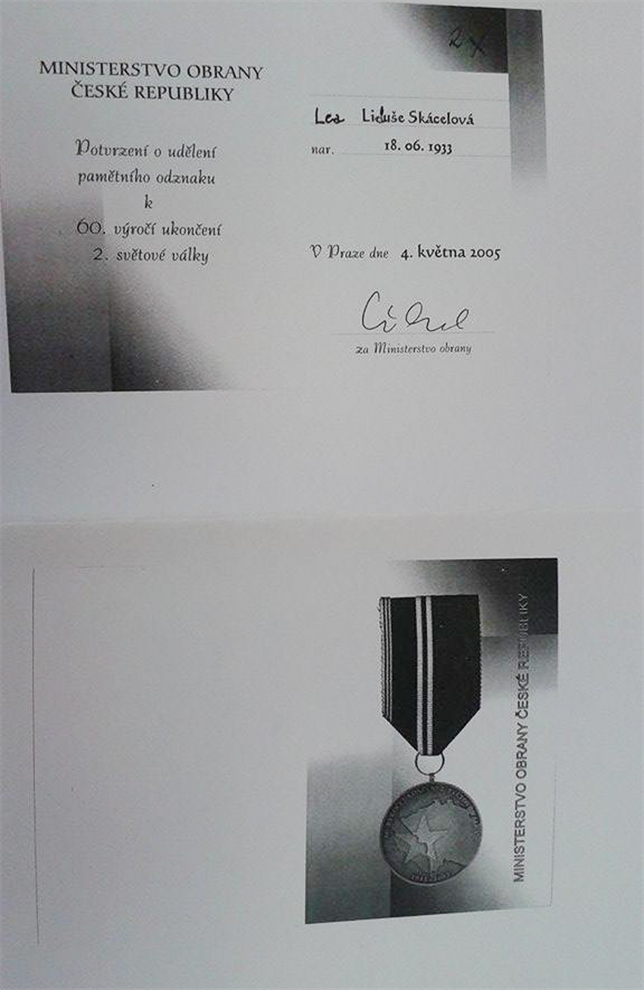 2x
MINISTERSTVO OBRANY
ČESKÉ REPUBLIKY
Potvrzení o udělení
pamětního odznaku
k
60. výročí ukončení
2. světové války
Lea Liduše Skácelová
nar. 18. 06. 1933
V Praze dne 4. května 2005
za Ministerstvo obrany
MINISTERSTVO OBRANY ČESKÉ REPUBLIKY